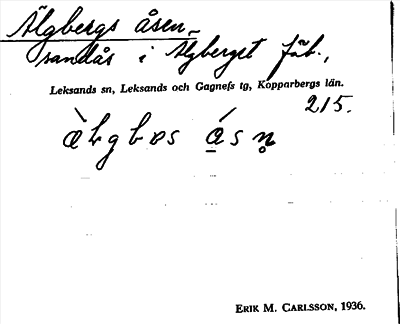 Älgbergs åsen
sandås i Älgberget fäb.,
Leksands sn, Leksands och Gagnefs tg, Kopparbergs län.
215.
ERIK M. CARLSSON, 1936.